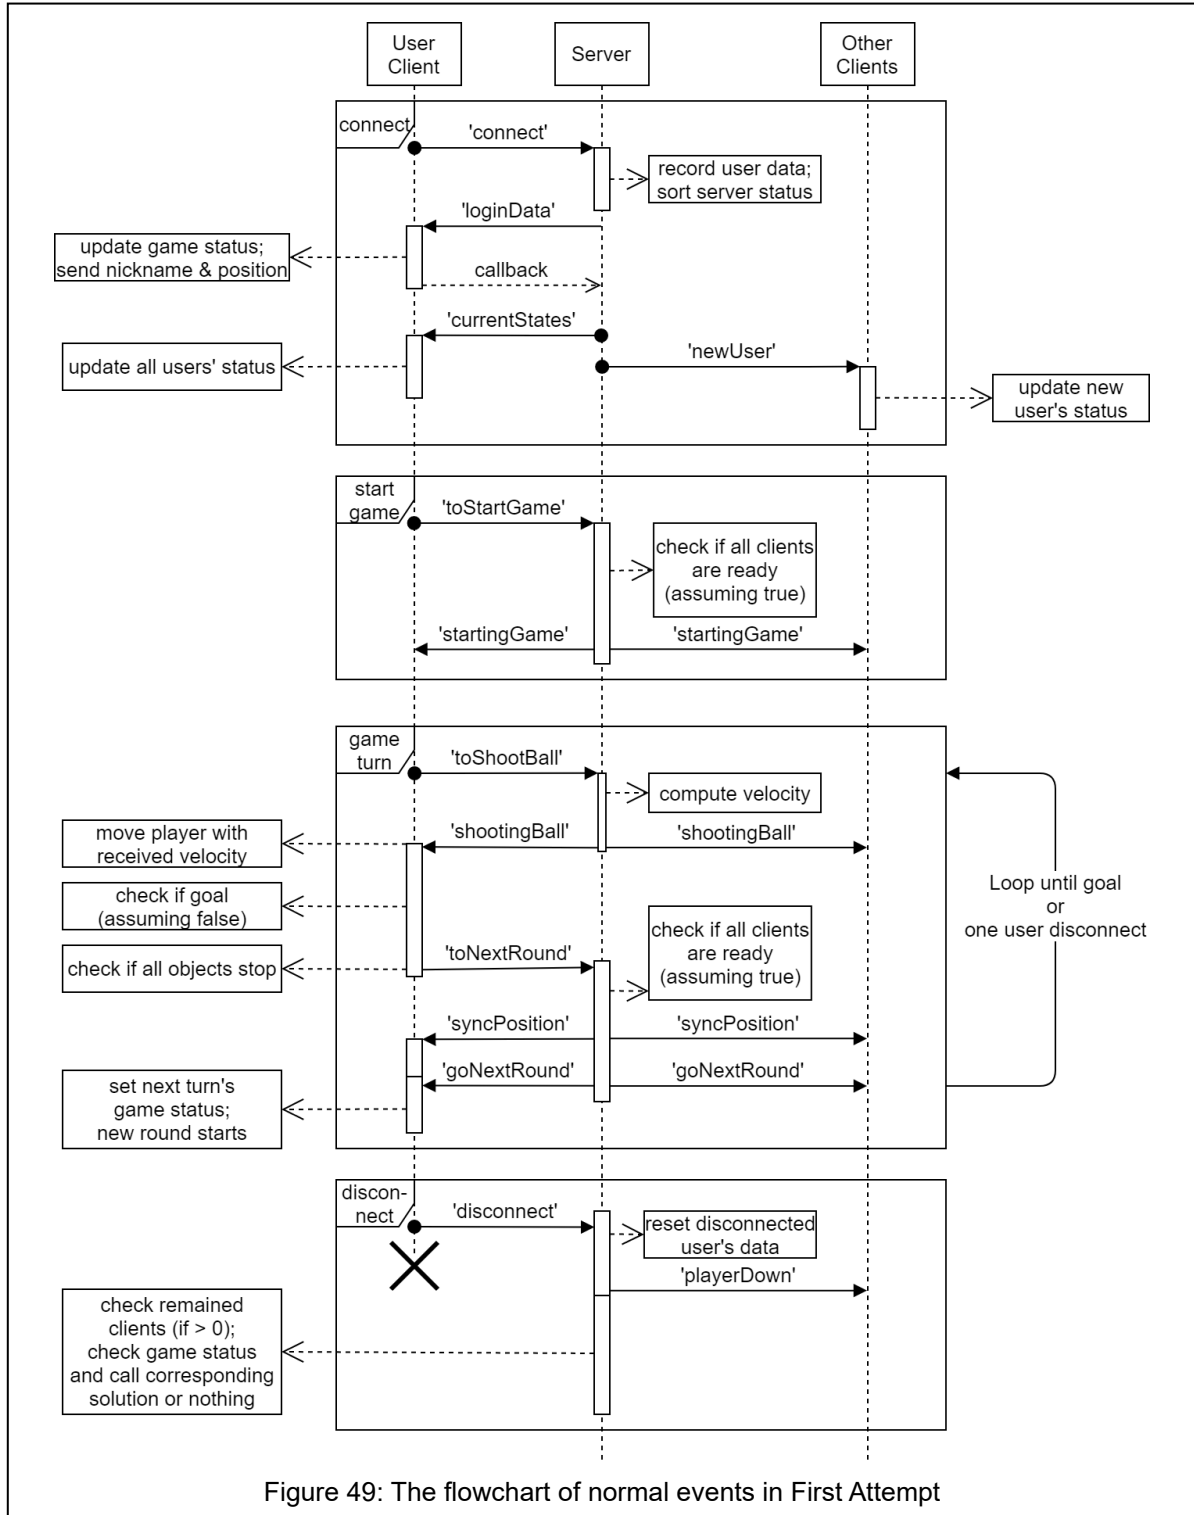 User
Client
Server
Other
Clients
connect
'connect'
record user data;
sort server status
'loginData'
update game status;
send nickname & position
callback
'currentStates'
'newUser'
update all users' status
update new
user's status
start
game
'toStartGame'
check if all clients
are ready
(assuming true)
'startingGame'
'startingGame'
game
turn
'toShootBall'
compute velocity
move player with
received velocity
'shootingBall'
'shootingBall'
check if goal
(assuming false)
Loop until goal
or
one user disconnect
check if all objects stop
'toNextRound'
check if all clients
are ready
(assuming true)
'syncPosition'
'syncPosition'
'goNextRound'
'goNextRound'
set next turn's
game status;
new round starts
discon-
nect
'disconnect'
reset disconnected
user's data
'playerDown'
check remained
clients (if > 0);
check game status
and call corresponding
solution or nothing
Figure 49: The flowchart of normal events in First Attempt